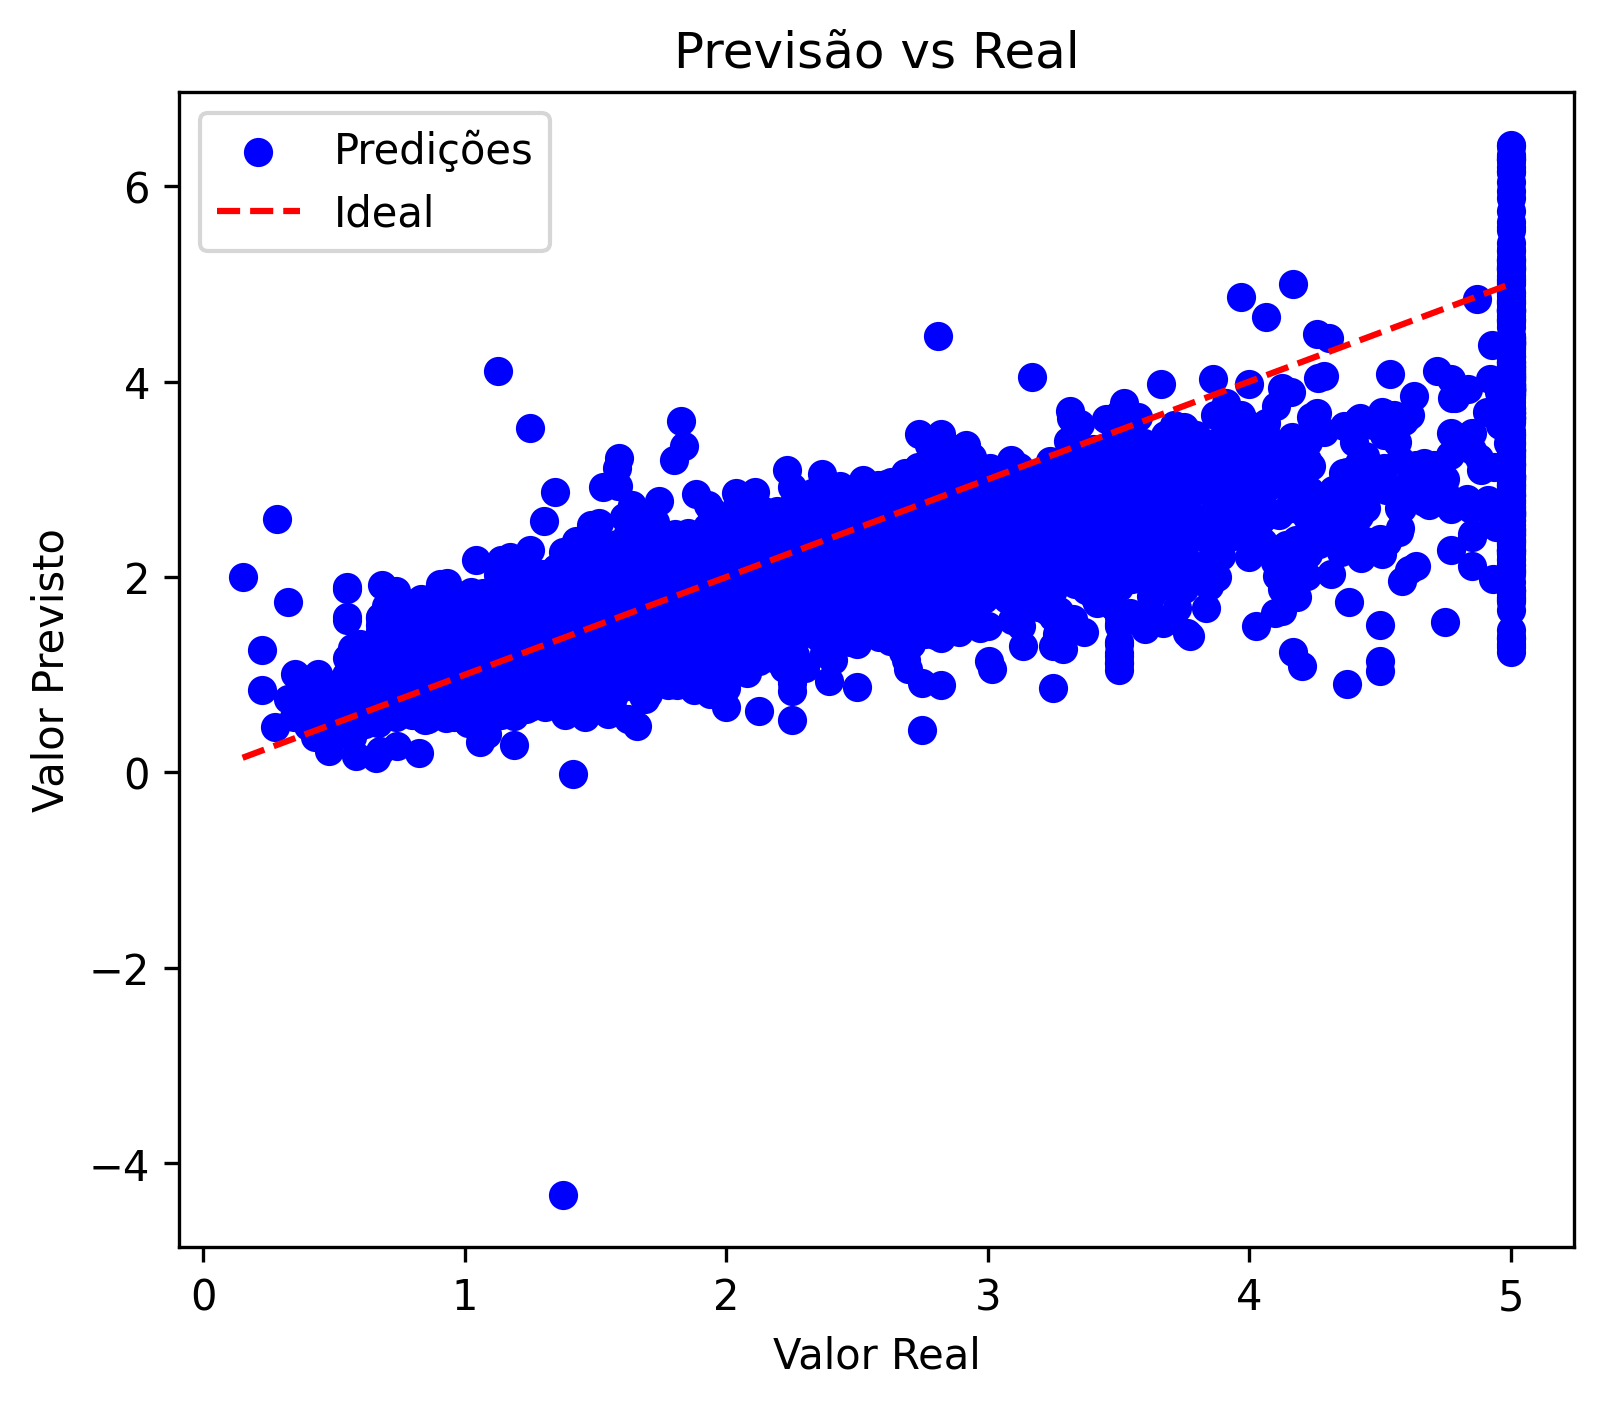 Previsão vs Real
Predições
Ideal
Valor Previsto
6
4
2
0
−2
−4
0 1 2 3 4 5
Valor Real